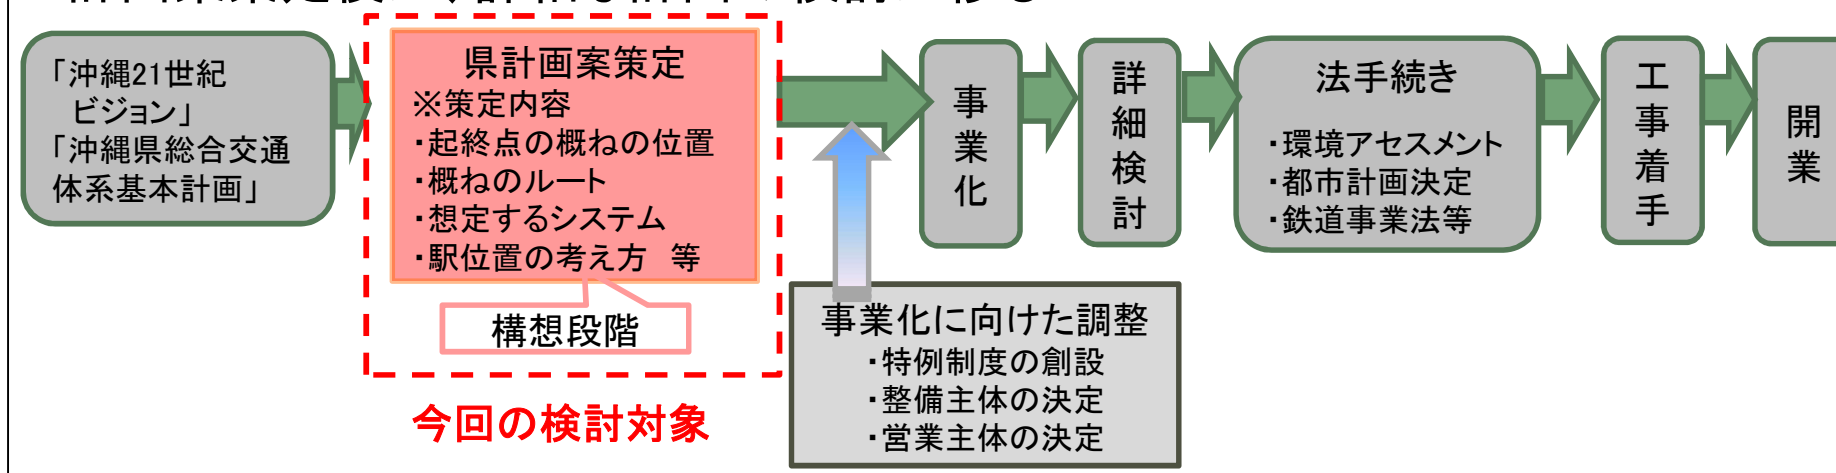 「沖縄21世紀
ビジョン」
「沖縄県総合交通
体系基本計画」
県計画案策定
※策定内容
・起終点の概ねの位置
・概ねのルート
・想定するシステム
・駅位置の考え方　等
構想段階
今回の検討対象
事業化に向けた調整
・特例制度の創設
・整備主体の決定
・営業主体の決定
事業化
詳細検討
法手続き
・環境アセスメント
・都市計画決定
・鉄道事業法等
工事着手
開業